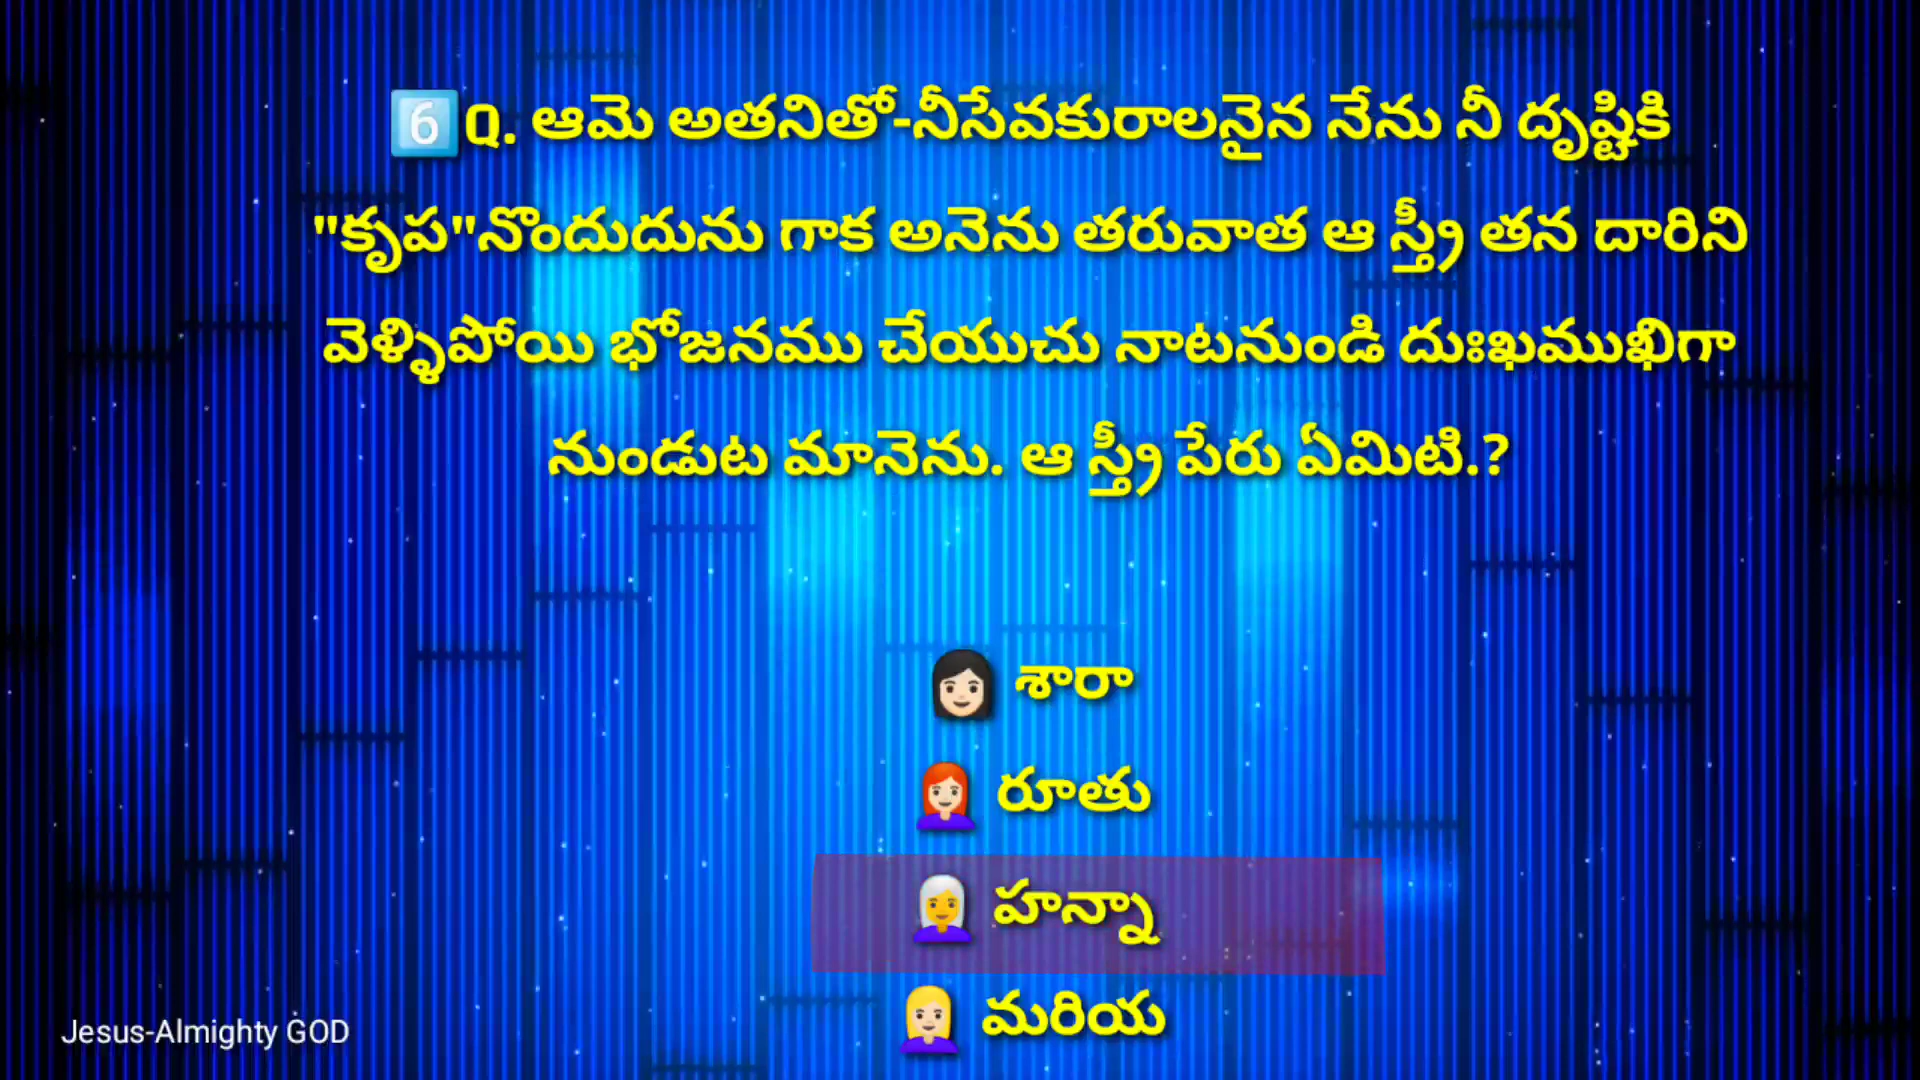 6️⃣Q. ఆమె అతనితో-నీసేవకురాలనైన నేను నీ దృష్టికి
"కృప"నొందుదును గాక అనెను తరువాత ఆ స్త్రీ తన దారిని
వెళ్ళిపోయి భోజనము చేయుచు నాటనుండి దుఃఖముఖిగా
నుండుట మానెను. ఆ స్త్రీ పేరు ఏమిటి.?
శారా
రూతు
హన్నా
మరియ
Jesus-Almighty GOD